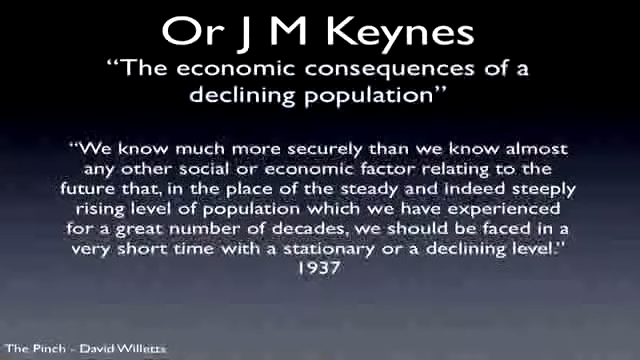 Or J M Keynes
“The economic consequences of a
declining population”
“We know much more securely than we know almost
any other social or economic factor relating to the
future that, in the place of the steady and indeed steeply
rising level of population which we have experienced
for a great number of decades, we should be faced in a
very short time with a stationary or a declining level.”
1937
The Pinch - David Willetts